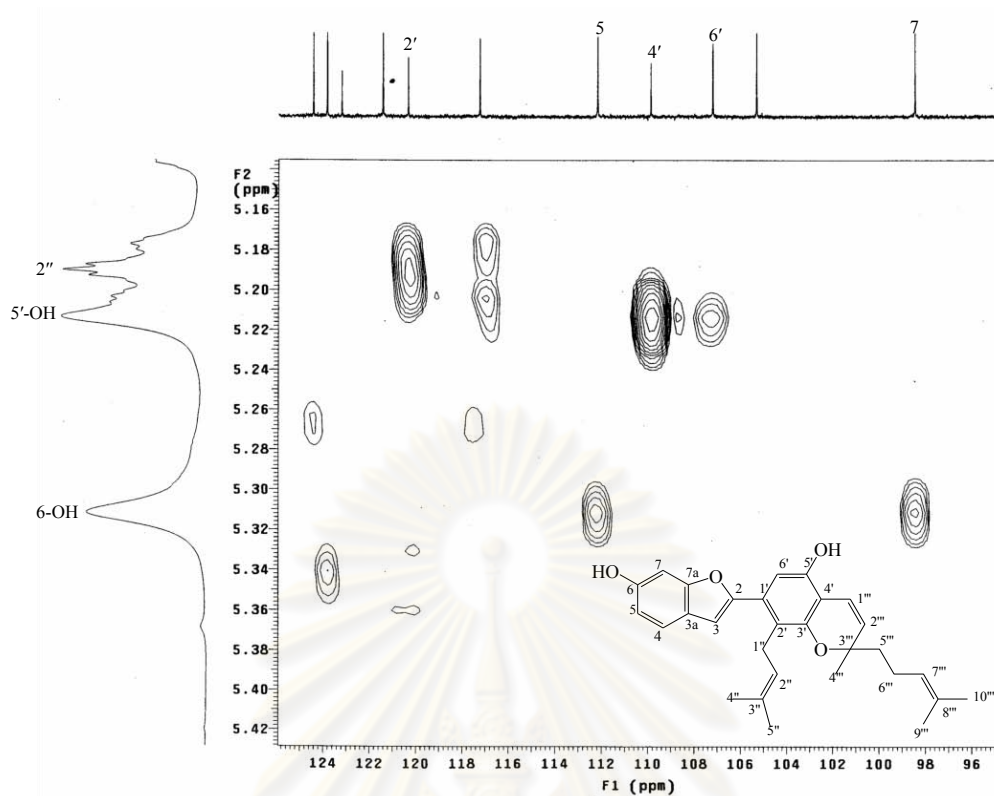 2′ 5 4′ 6′ 7
F2
(ppm)
5.16
5.18
2″
5.20
5′-OH
5.22
5.24
5.26
5.28
5.30
6-OH
5.32
5.34
5.36
5.38
5.40
5.42
124 122 120 118 116 114 112 110 108 106 104 102 100 98 96
F1 (ppm)
OH
HO 7 6′ 5′
6 7a O 2 1′ 4′ 1‴
5 3a 3 2′ 3′ 2‴
4 1″ O 3‴ 5‴
4‴ 7‴
2″ 6‴ 10‴
4″ 3″ 8‴
5″ 9‴